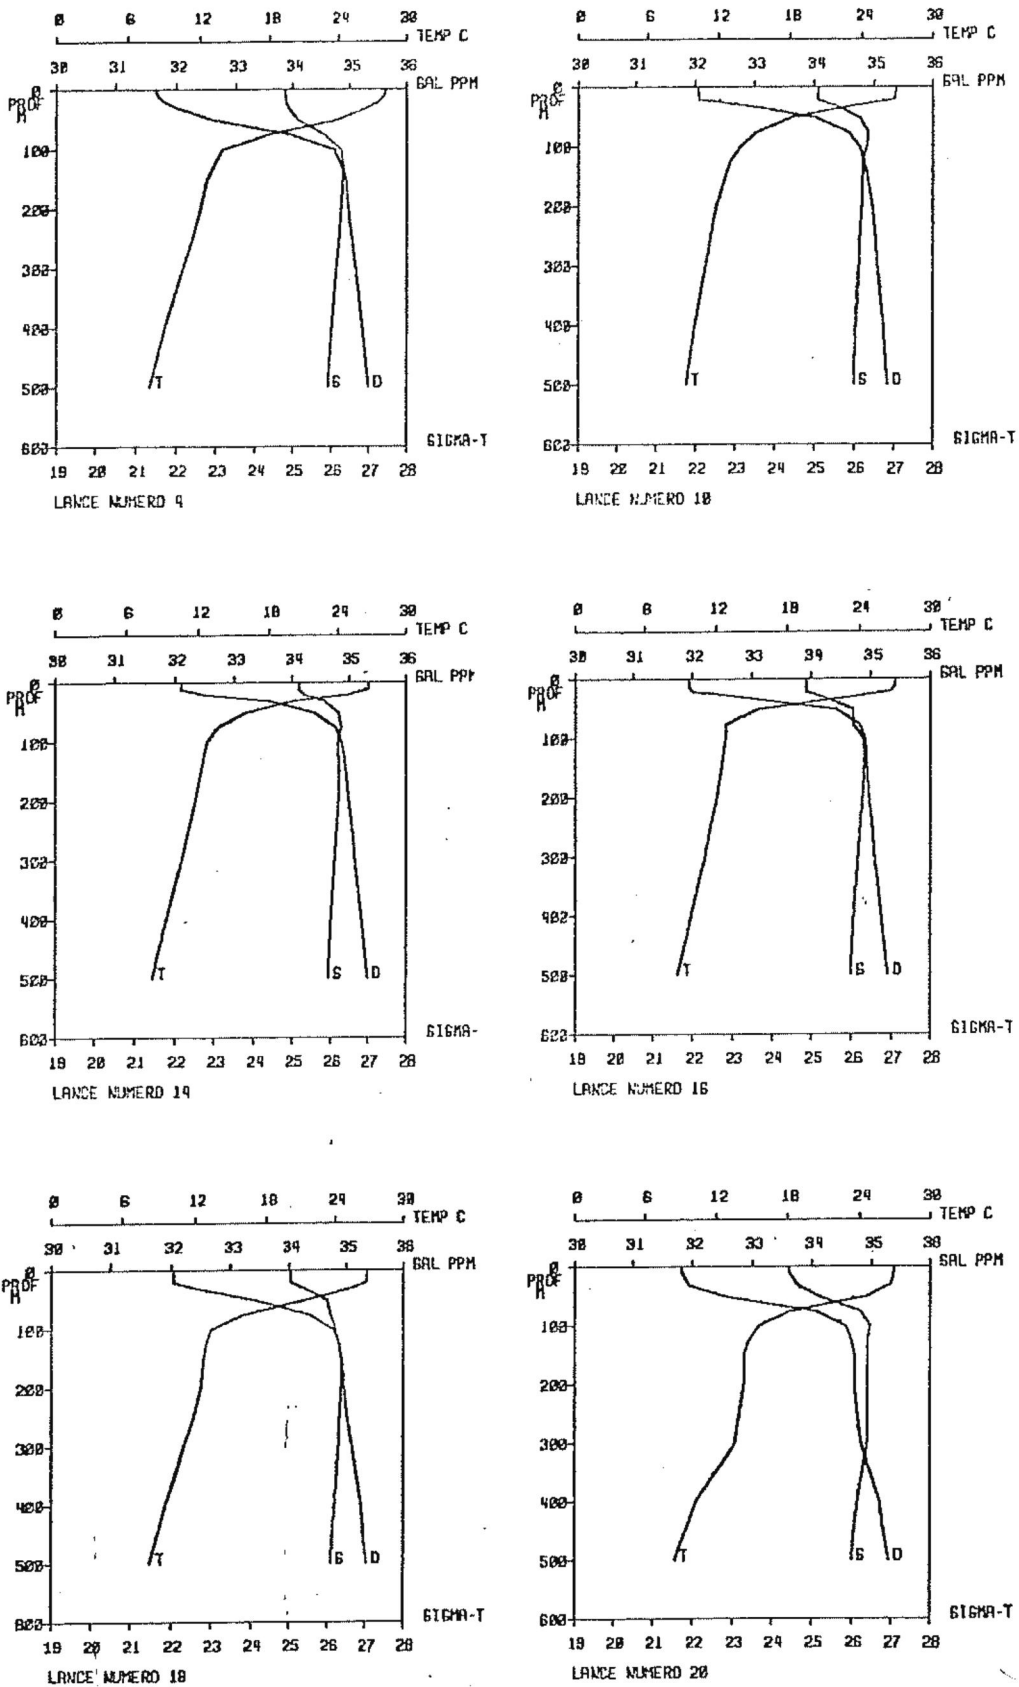 0 6 12 18 24 30
TEMP C
30 31 32 33 34 35 36
SAL PPM
PROF
M
0
100
200
300
400
500
600
T S D
SIGMA-T
19 20 21 22 23 24 25 26 27 28
LANCE NUMERO 9
0 6 12 18 24 30
TEMP C
30 31 32 33 34 35 36
SAL PPM
PROF
M
0
100
200
300
400
500
600
T S D
SIGMA-T
19 20 21 22 23 24 25 26 27 28
LANCE NUMERO 10
0 6 12 18 24 30
TEMP C
30 31 32 33 34 35 36
SAL PPM
PROF
M
0
100
200
300
400
500
600
T S D
SIGMA-
19 20 21 22 23 24 25 26 27 28
LANCE NUMERO 14
0 6 12 18 24 30
TEMP C
30 31 32 33 34 35 36
SAL PPM
PROF
M
0
100
200
300
400
500
600
T S D
SIGMA-T
19 20 21 22 23 24 25 26 27 28
LANCE NUMERO 16
0 6 12 18 24 30
TEMP C
30 31 32 33 34 35 36
SAL PPM
PROF
M
0
100
200
300
400
500
600
T S D
SIGMA-T
19 20 21 22 23 24 25 26 27 28
LANCE NUMERO 18
0 6 12 18 24 30
TEMP C
30 31 32 33 34 35 36
SAL PPM
PROF
M
0
100
200
300
400
500
600
T S D
SIGMA-T
19 20 21 22 23 24 25 26 27 28
LANCE NUMERO 20